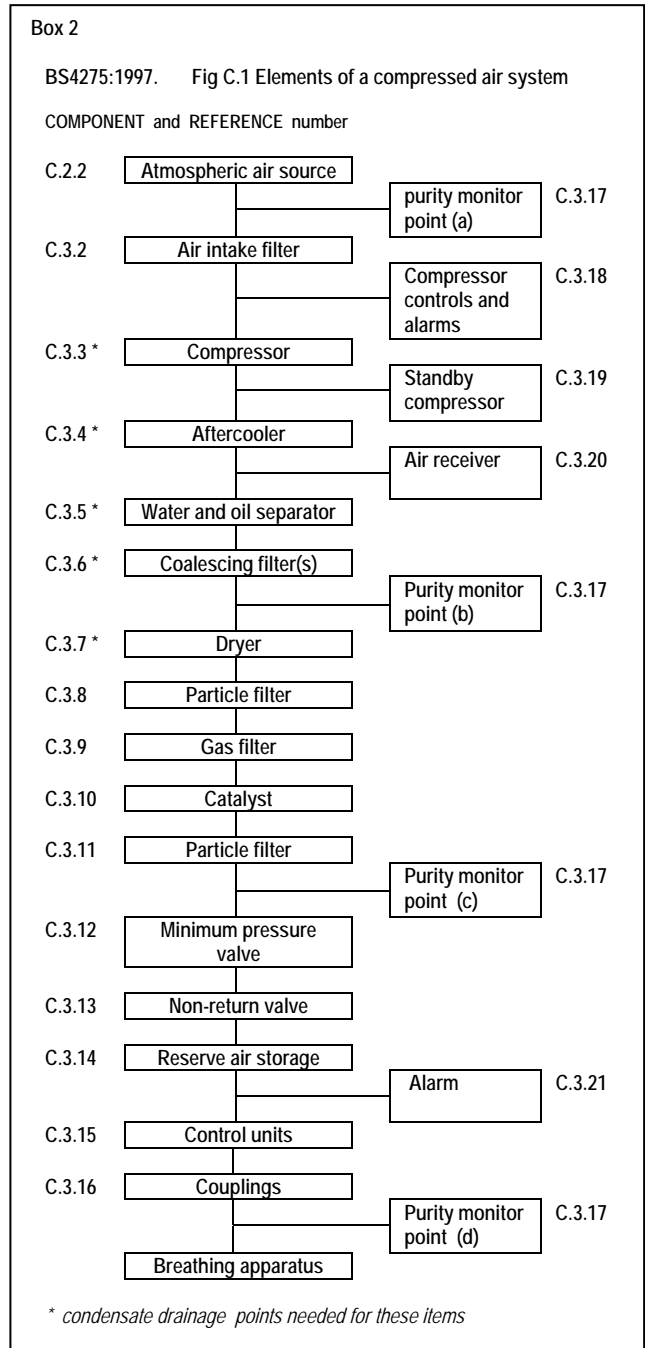 Box 2
BS4275:1997. Fig C.1 Elements of a compressed air system
COMPONENT and REFERENCE number
C.2.2 Atmospheric air source
purity monitor C.3.17
point (a)
C.3.2 Air intake filter
Compressor C.3.18
controls and
alarms
C.3.3 * Compressor
Standby C.3.19
compressor
C.3.4 * Aftercooler
Air receiver C.3.20
C.3.5 * Water and oil separator
C.3.6 * Coalescing filter(s)
Purity monitor C.3.17
point (b)
C.3.7 * Dryer
C.3.8 Particle filter
C.3.9 Gas filter
C.3.10 Catalyst
C.3.11 Particle filter
Purity monitor C.3.17
point (c)
C.3.12 Minimum pressure
valve
C.3.13 Non-return valve
C.3.14 Reserve air storage
Alarm C.3.21
C.3.15 Control units
C.3.16 Couplings
Purity monitor C.3.17
point (d)
Breathing apparatus
* condensate drainage points needed for these items